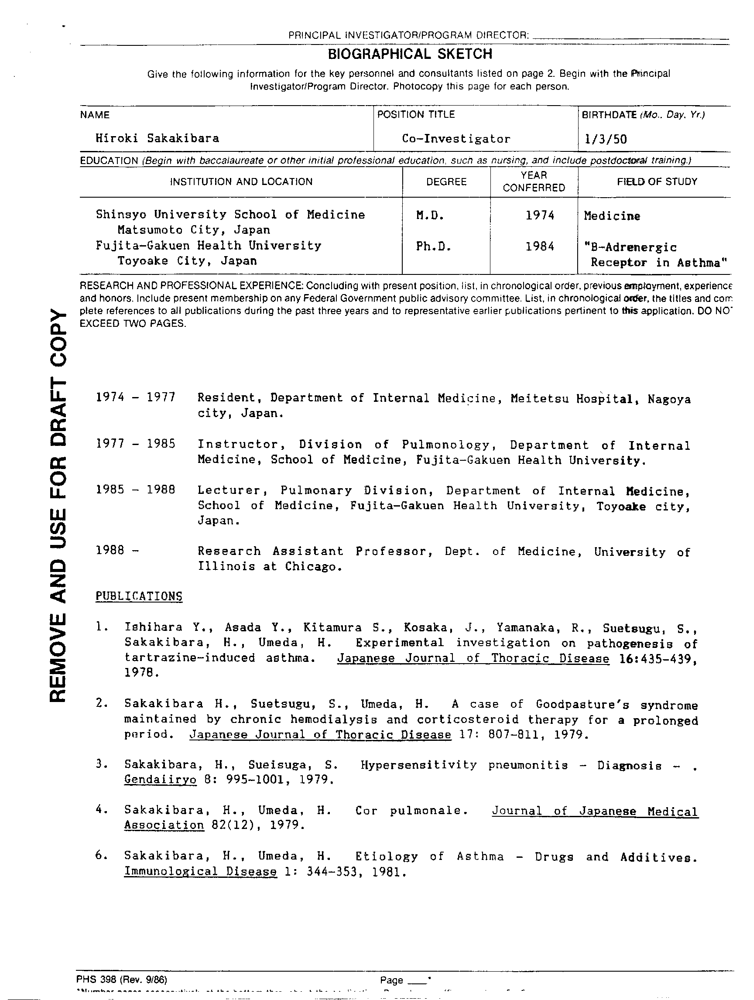 PRINCIPAL INVESTIGATOR/PROGRAM DIRECTOR:
BIOGRAPHICAL SKETCH
Give the following information for the key personnel and consultants listed on page 2. Begin with the Principal
Investigator/Program Director. Photocopy this page for each person.
NAME POSITION TITLE BIRTHDATE (Mo., Day, Yr.)
Hiroki Sakakibara Co-Investigator 1/3/50
EDUCATION (Begin with baccalaureate or other initial professional education, such as nursing, and include postdoctoral training.)
INSTITUTION AND LOCATION DEGREE YEAR CONFERRED FIELD OF STUDY
Shinsyo University School of Medicine M.D. 1974 Medicine
Matsumoto City, Japan
Fujita-Gakuen Health University Ph.D. 1984 "B-Adrenergic
Toyoake City, Japan Receptor in Asthma"
RESEARCH AND PROFESSIONAL EXPERIENCE: Concluding with present position, list, in chronological order, previous employment, experience
and honors. Include present membership on any Federal Government public advisory committee. List, in chronological order, the titles and com
plete references to all publications during the past three years and to representative earlier publications pertinent to this application. DO NO
EXCEED TWO PAGES.
REMOVE AND USE FOR DRAFT COPY
1974 - 1977 Resident, Department of Internal Medicine, Meitetsu Hospital, Nagoya
city, Japan.
1977 - 1985 Instructor, Division of Pulmonology, Department of Internal
Medicine, School of Medicine, Fujita-Gakuen Health University.
1985 - 1988 Lecturer, Pulmonary Division, Department of Internal Medicine,
School of Medicine, Fujita-Gakuen Health University, Toyoake city,
Japan.
1988 - Research Assistant Professor, Dept. of Medicine, University of
Illinois at Chicago.
PUBLICATIONS
1. Ishihara Y., Asada Y., Kitamura S., Kosaka, J., Yamanaka, R., Suetsugu, S.,
Sakakibara, H., Umeda, H. Experimental investigation on pathogenesis of
tartrazine-induced asthma. Japanese Journal of Thoracic Disease 16:435-439,
1978.
2. Sakakibara H., Suetsugu, S., Umeda, H. A case of Goodpasture's syndrome
maintained by chronic hemodialysis and corticosteroid therapy for a prolonged
period. Japanese Journal of Thoracic Disease 17: 807-811, 1979.
3. Sakakibara, H., Sueisuga, S. Hypersensitivity pneumonitis - Diagnosis - .
Gendaiiryo 8: 995-1001, 1979.
4. Sakakibara, H., Umeda, H. Cor pulmonale. Journal of Japanese Medical
Association 82(12), 1979.
6. Sakakibara, H., Umeda, H. Etiology of Asthma - Drugs and Additives.
Immunological Disease 1: 344-353, 1981.
PHS 398 (Rev. 9/86) Page ___*